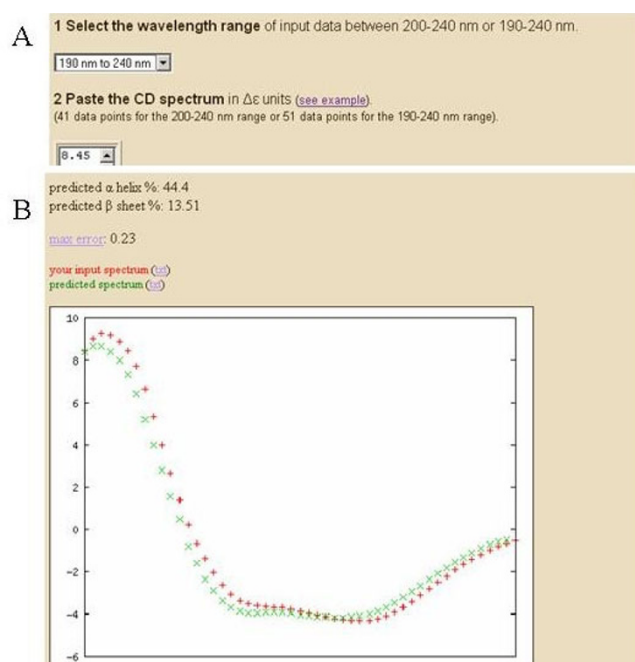 A
1 Select the wavelength range of input data between 200-240 nm or 190-240 nm.
190 nm to 240 nm
2 Paste the CD spectrum in Δε units (see example).
(41 data points for the 200-240 nm range or 51 data points for the 190-240 nm range).
8.45
B
predicted α helix %: 44.4
predicted β sheet %: 13.51
max error: 0.23
your input spectrum (txt)
predicted spectrum (txt)
10
8
6
4
2
0
-2
-4
-6